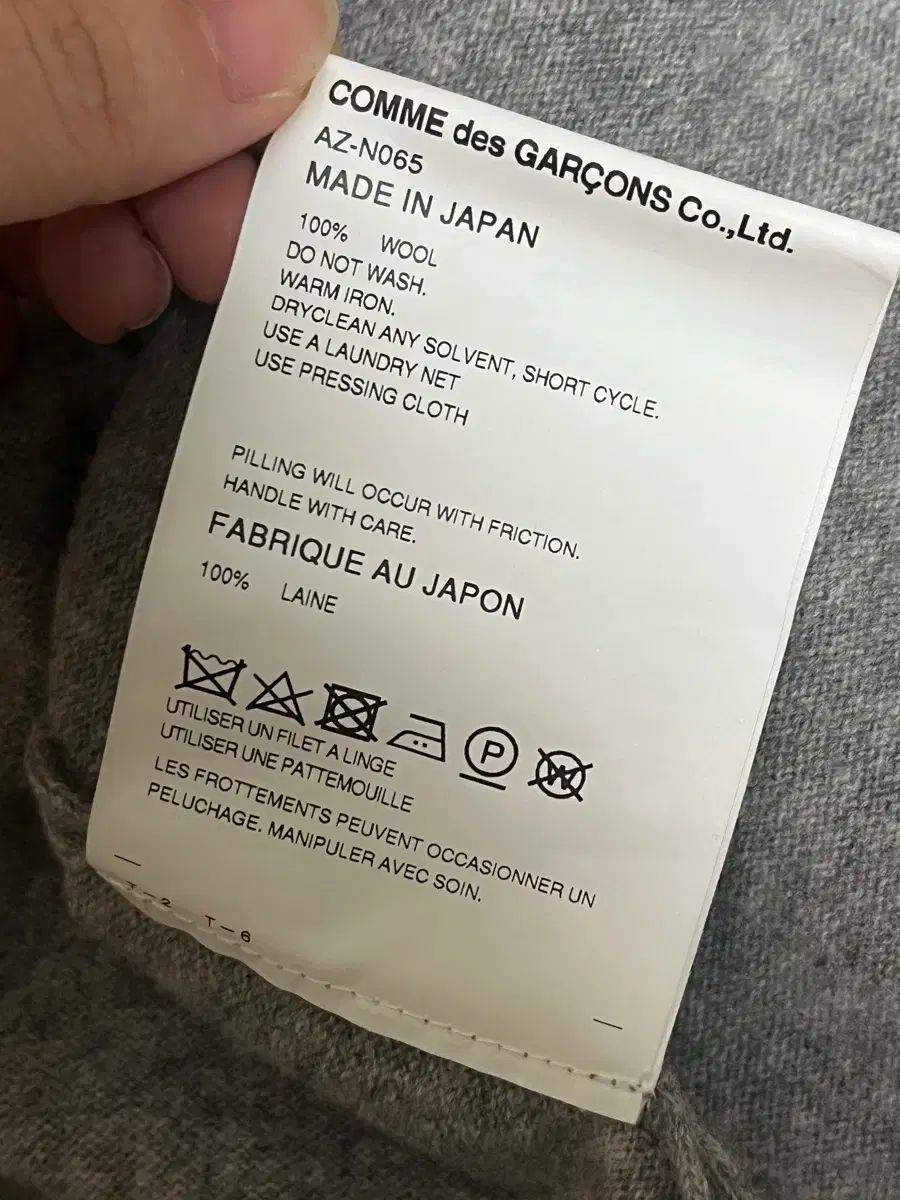 COMME des GARÇONS Co.,Ltd.
AZ-N065
MADE IN JAPAN
100% WOOL
DO NOT WASH.
WARM IRON.
DRYCLEAN ANY SOLVENT, SHORT CYCLE.
USE A LAUNDRY NET
USE PRESSING CLOTH
PILLING WILL OCCUR WITH FRICTION.
HANDLE WITH CARE.
FABRIQUE AU JAPON
100% LAINE
P W
UTILISER UN FILET A LINGE
UTILISER UNE PATTEMOUILLE
LES FROTTEMENTS PEUVENT OCCASIONNER UN
PELUCHAGE. MANIPULER AVEC SOIN.
T-2 T-6